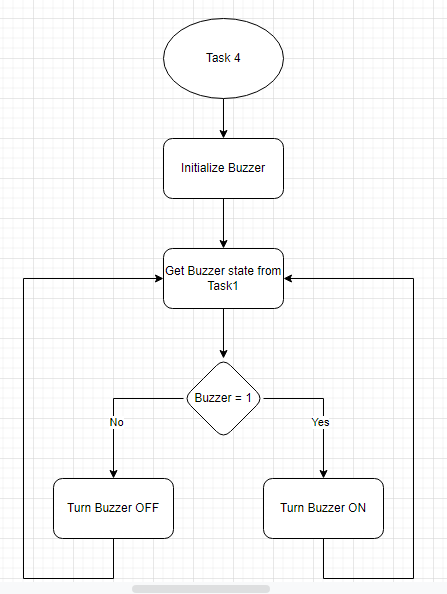 Task 4
Initialize Buzzer
Get Buzzer state from
Task1
Buzzer = 1
No
Yes
Turn Buzzer OFF
Turn Buzzer ON